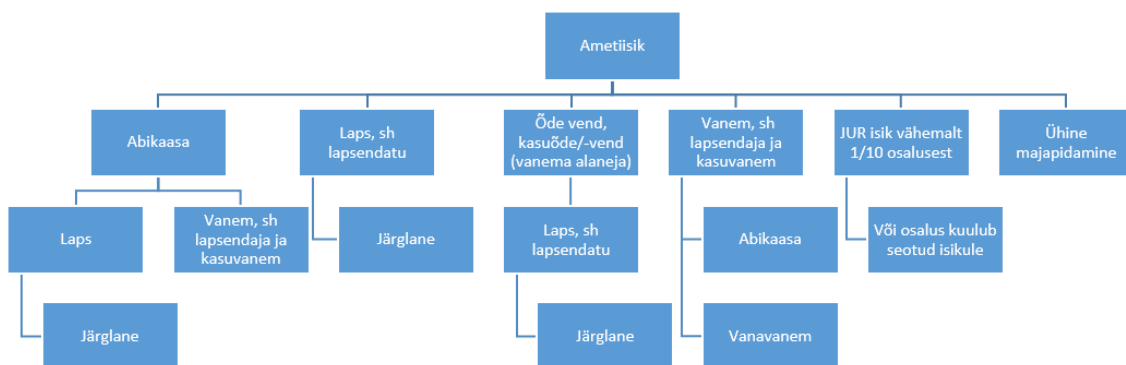 Ametiisik
Abikaasa
Laps, sh
lapsendatu
Õde vend,
kasuõde/-vend
(vanema alaneja)
Vanem, sh
lapsendaja ja
kasuvanem
JUR isik vähemalt
1/10 osalusest
Ühine
majapidamine
Laps
Vanem, sh
lapsendaja ja
kasuvanem
Järglane
Laps, sh
lapsendatu
Abikaasa
Või osalus kuulub
seotud isikule
Järglane
Järglane
Vanavanem